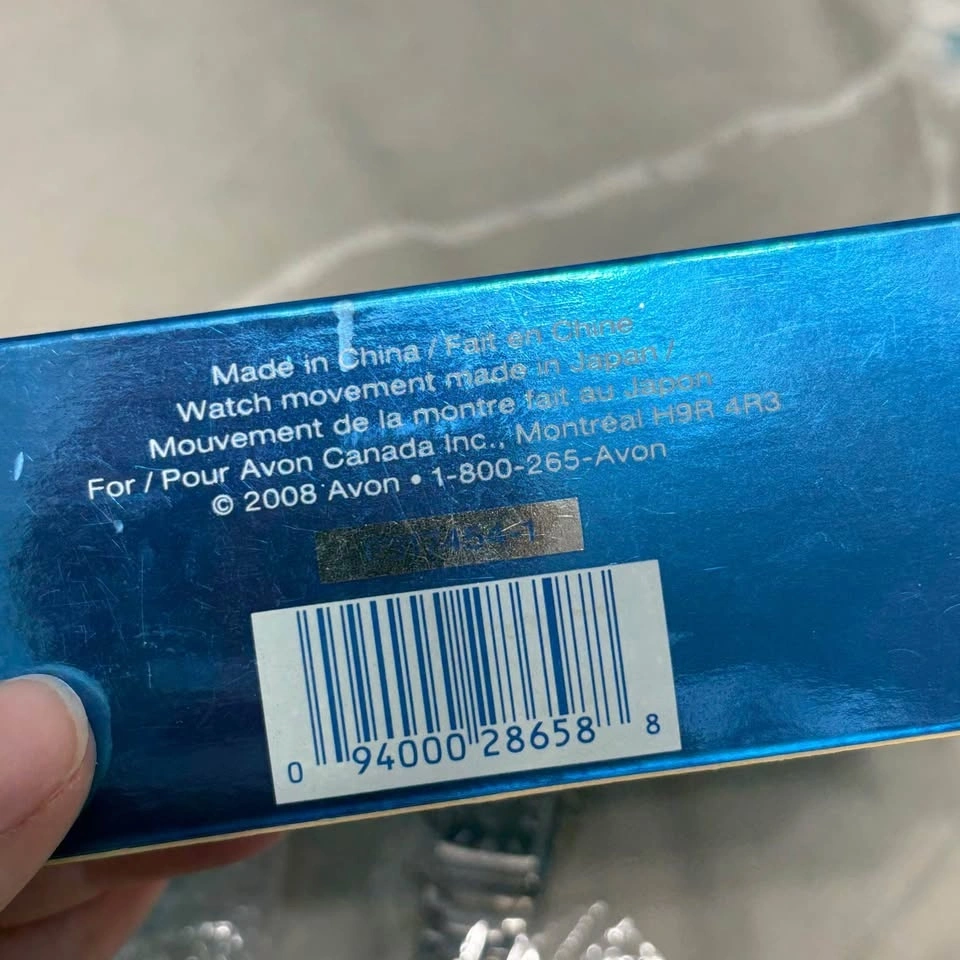 Made in China / Fait en Chine
Watch movement made in Japan /
Mouvement de la montre fait au Japon
For / Pour Avon Canada Inc., Montréal H9R 4R3
© 2008 Avon • 1-800-265-Avon
0 94000 28658 8